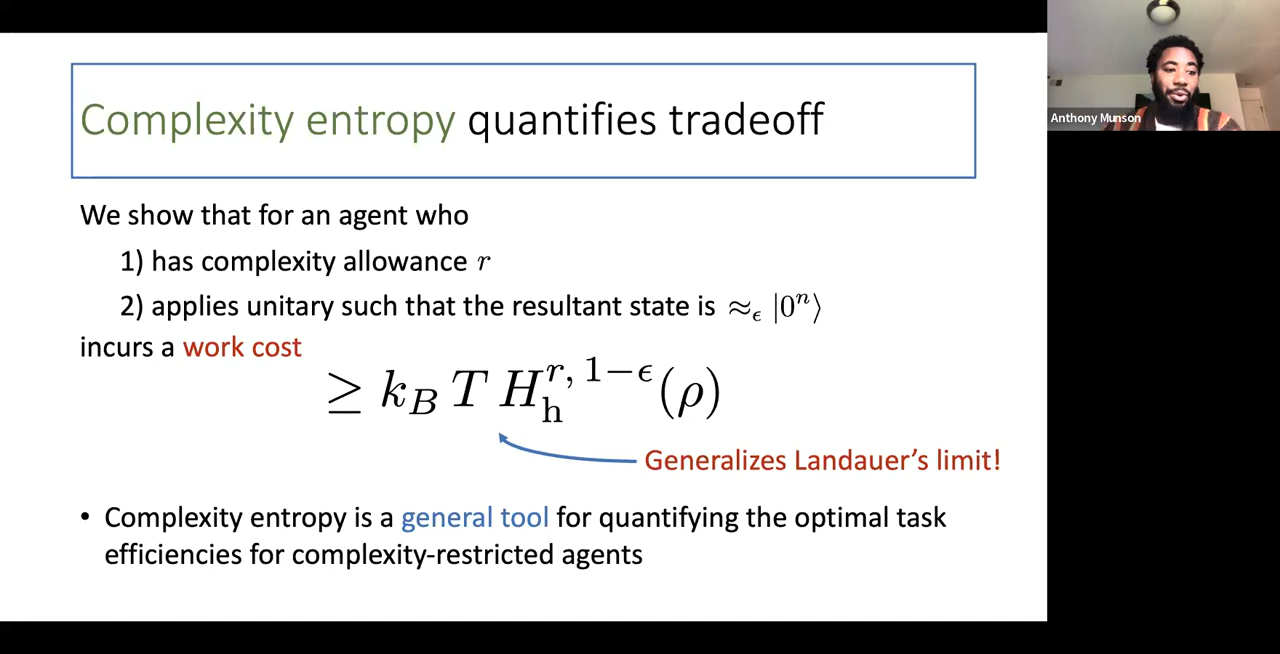 Complexity entropy quantifies tradeoff
Anthony Munson
We show that for an agent who
1) has complexity allowance r
2) applies unitary such that the resultant state is ≈_ϵ |0^n⟩
incurs a work cost
≥ k_B T H_h^{r, 1−ϵ}(ρ)
Generalizes Landauer's limit!
• Complexity entropy is a general tool for quantifying the optimal task
efficiencies for complexity-restricted agents